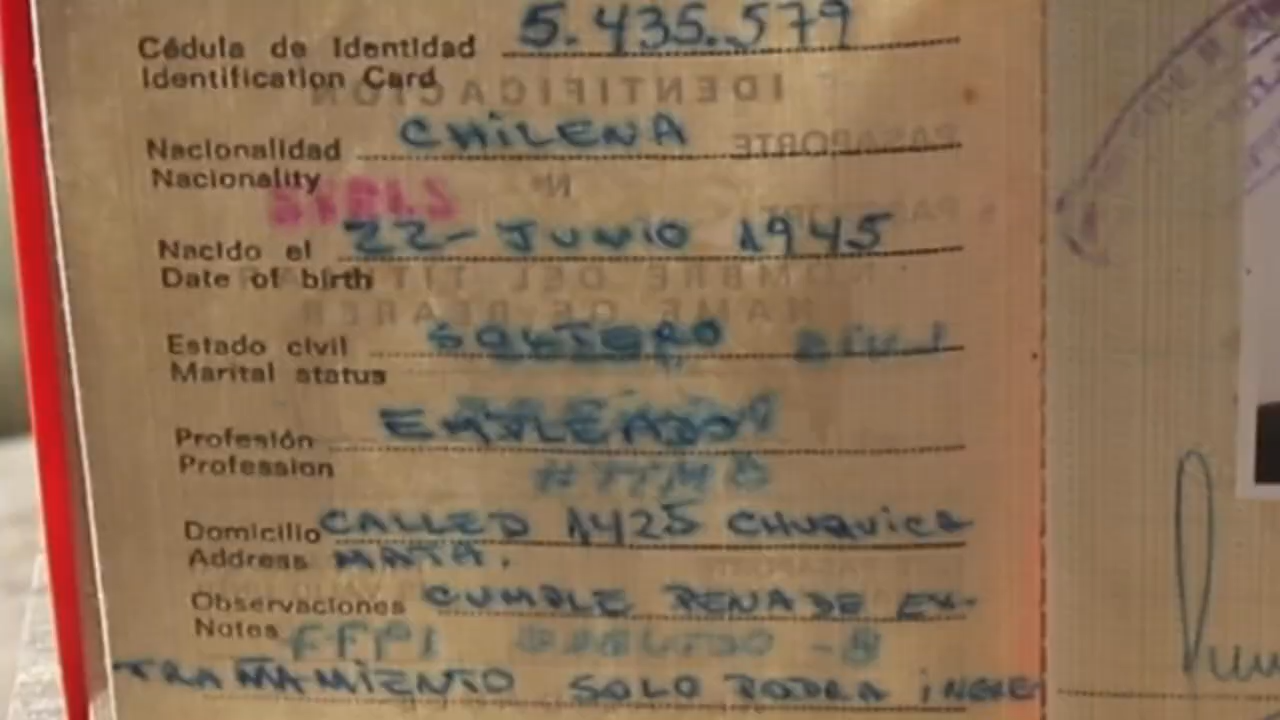 Cédula de Identidad 5.435.579
Identification Card
Nacionalidad CHILENA
Nacionality
Nacido el 22- JUNIO 1945
Date of birth
Estado civil SOLTERO
Marital status
Profesión EMPLEADO
Profession
Domicilio CALLE D 1425 CHUQUICA
Address MATA.
Observaciones CUMPLE PENA DE EX-
Notes
TRAÑAMIENTO SOLO PODRA INGRE